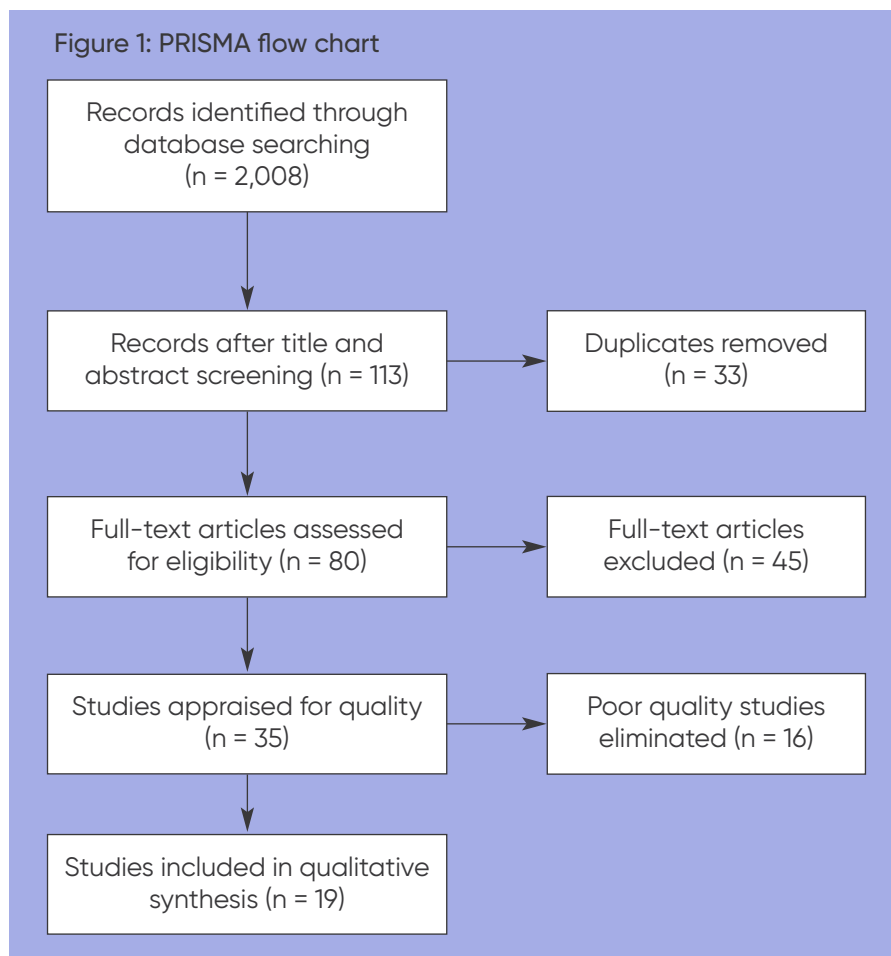 Figure 1: PRISMA flow chart
Records identified through
database searching
(n = 2,008)
Records after title and
abstract screening (n = 113)
Duplicates removed
(n = 33)
Full-text articles assessed
for eligibility (n = 80)
Full-text articles
excluded (n = 45)
Studies appraised for quality
(n = 35)
Poor quality studies
eliminated (n = 16)
Studies included in qualitative
synthesis (n = 19)